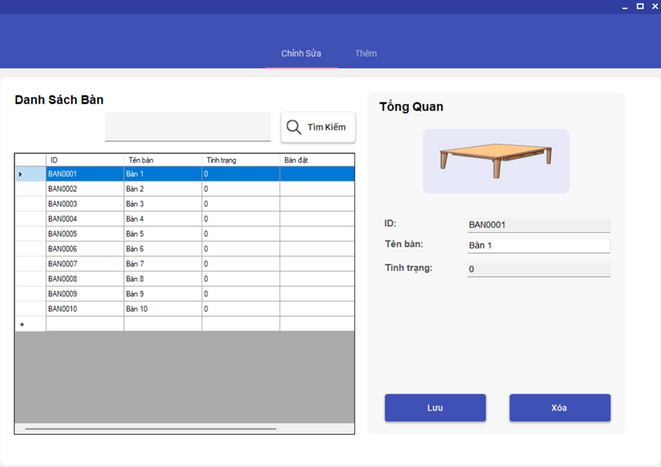 Chỉnh Sửa Thêm
Danh Sách Bàn
Tìm Kiếm
ID Tên bàn Tình trạng Bàn đặt
BAN0001 Bàn 1 0
BAN0002 Bàn 2 0
BAN0003 Bàn 3 0
BAN0004 Bàn 4 0
BAN0005 Bàn 5 0
BAN0006 Bàn 6 0
BAN0007 Bàn 7 0
BAN0008 Bàn 8 0
BAN0009 Bàn 9 0
BAN0010 Bàn 10 0
Tổng Quan
ID: BAN0001
Tên bàn: Bàn 1
Tình trạng: 0
Lưu Xóa